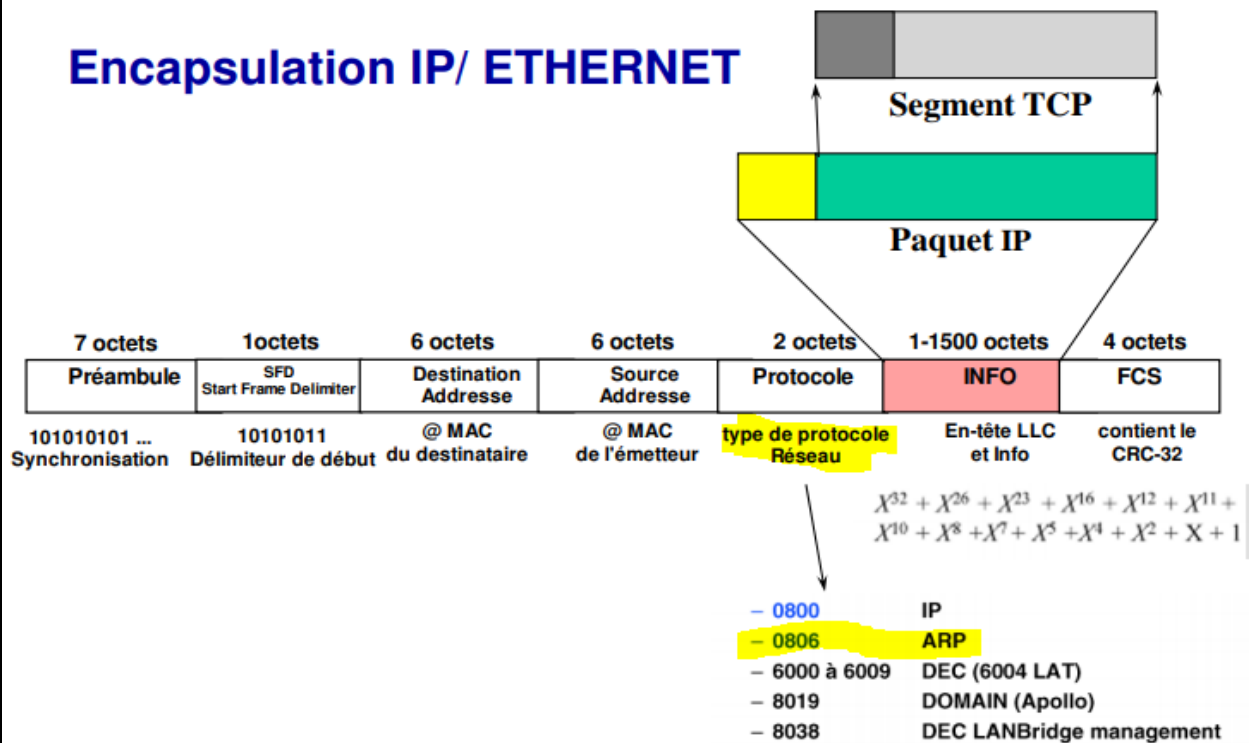 Encapsulation IP/ ETHERNET
Segment TCP
Paquet IP
7 octets 1octets 6 octets 6 octets 2 octets 1-1500 octets 4 octets
Préambule
SFD
Start Frame Delimiter
Destination
Addresse
Source
Addresse
Protocole
INFO
FCS
101010101 ...
Synchronisation
10101011
Délimiteur de début
@ MAC
du destinataire
@ MAC
de l'émetteur
type de protocole
Réseau
En-tête LLC
et Info
contient le
CRC-32
X³² + X²⁶ + X²³ + X¹⁶ + X¹² + X¹¹ +
X¹⁰ + X⁸ +X⁷ + X⁵ +X⁴ + X² + X + 1
– 0800 IP
– 0806 ARP
– 6000 à 6009 DEC (6004 LAT)
– 8019 DOMAIN (Apollo)
– 8038 DEC LANBridge management